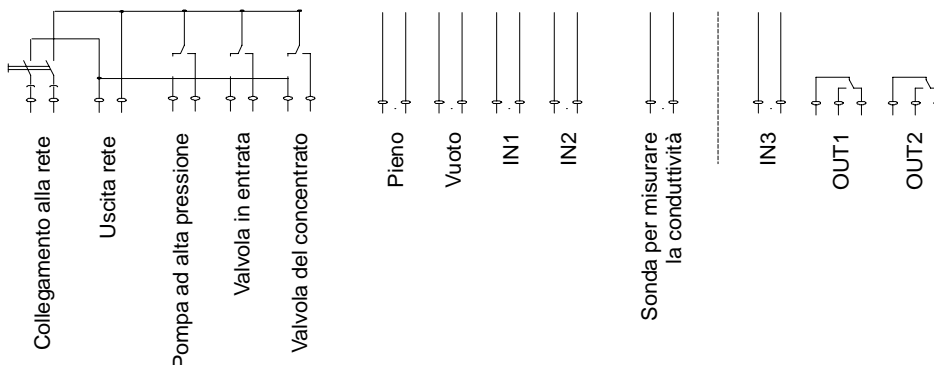 Collegamento alla rete
Uscita rete
Pompa ad alta pressione
Valvola in entrata
Valvola del concentrato
Pieno
Vuoto
IN1
IN2
Sonda per misurare
la conduttività
IN3
OUT1
OUT2